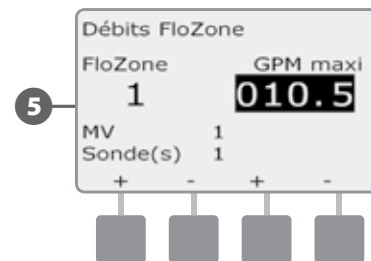 Débits FloZone
FloZone GPM maxi
1 010.5
5
MV 1
Sonde(s) 1
+ - + -